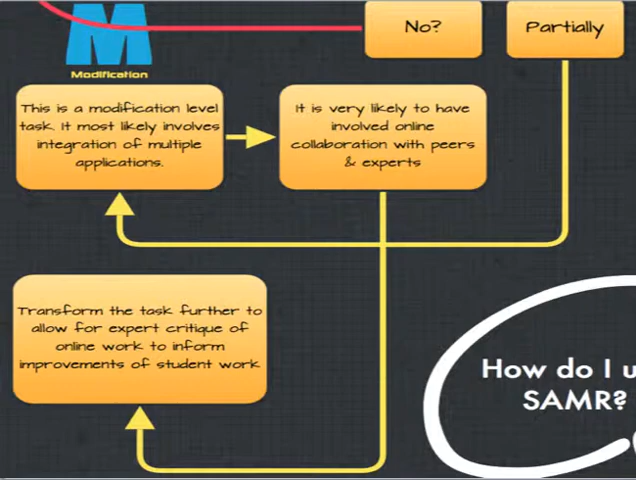 No?
Partially
M
Modification
This is a modification level
task. It most likely involves
integration of multiple
applications.
It is very likely to have
involved online
collaboration with peers
& experts
Transform the task further to
allow for expert critique of
online work to inform
improvements of student work
How do I u
SAMR?